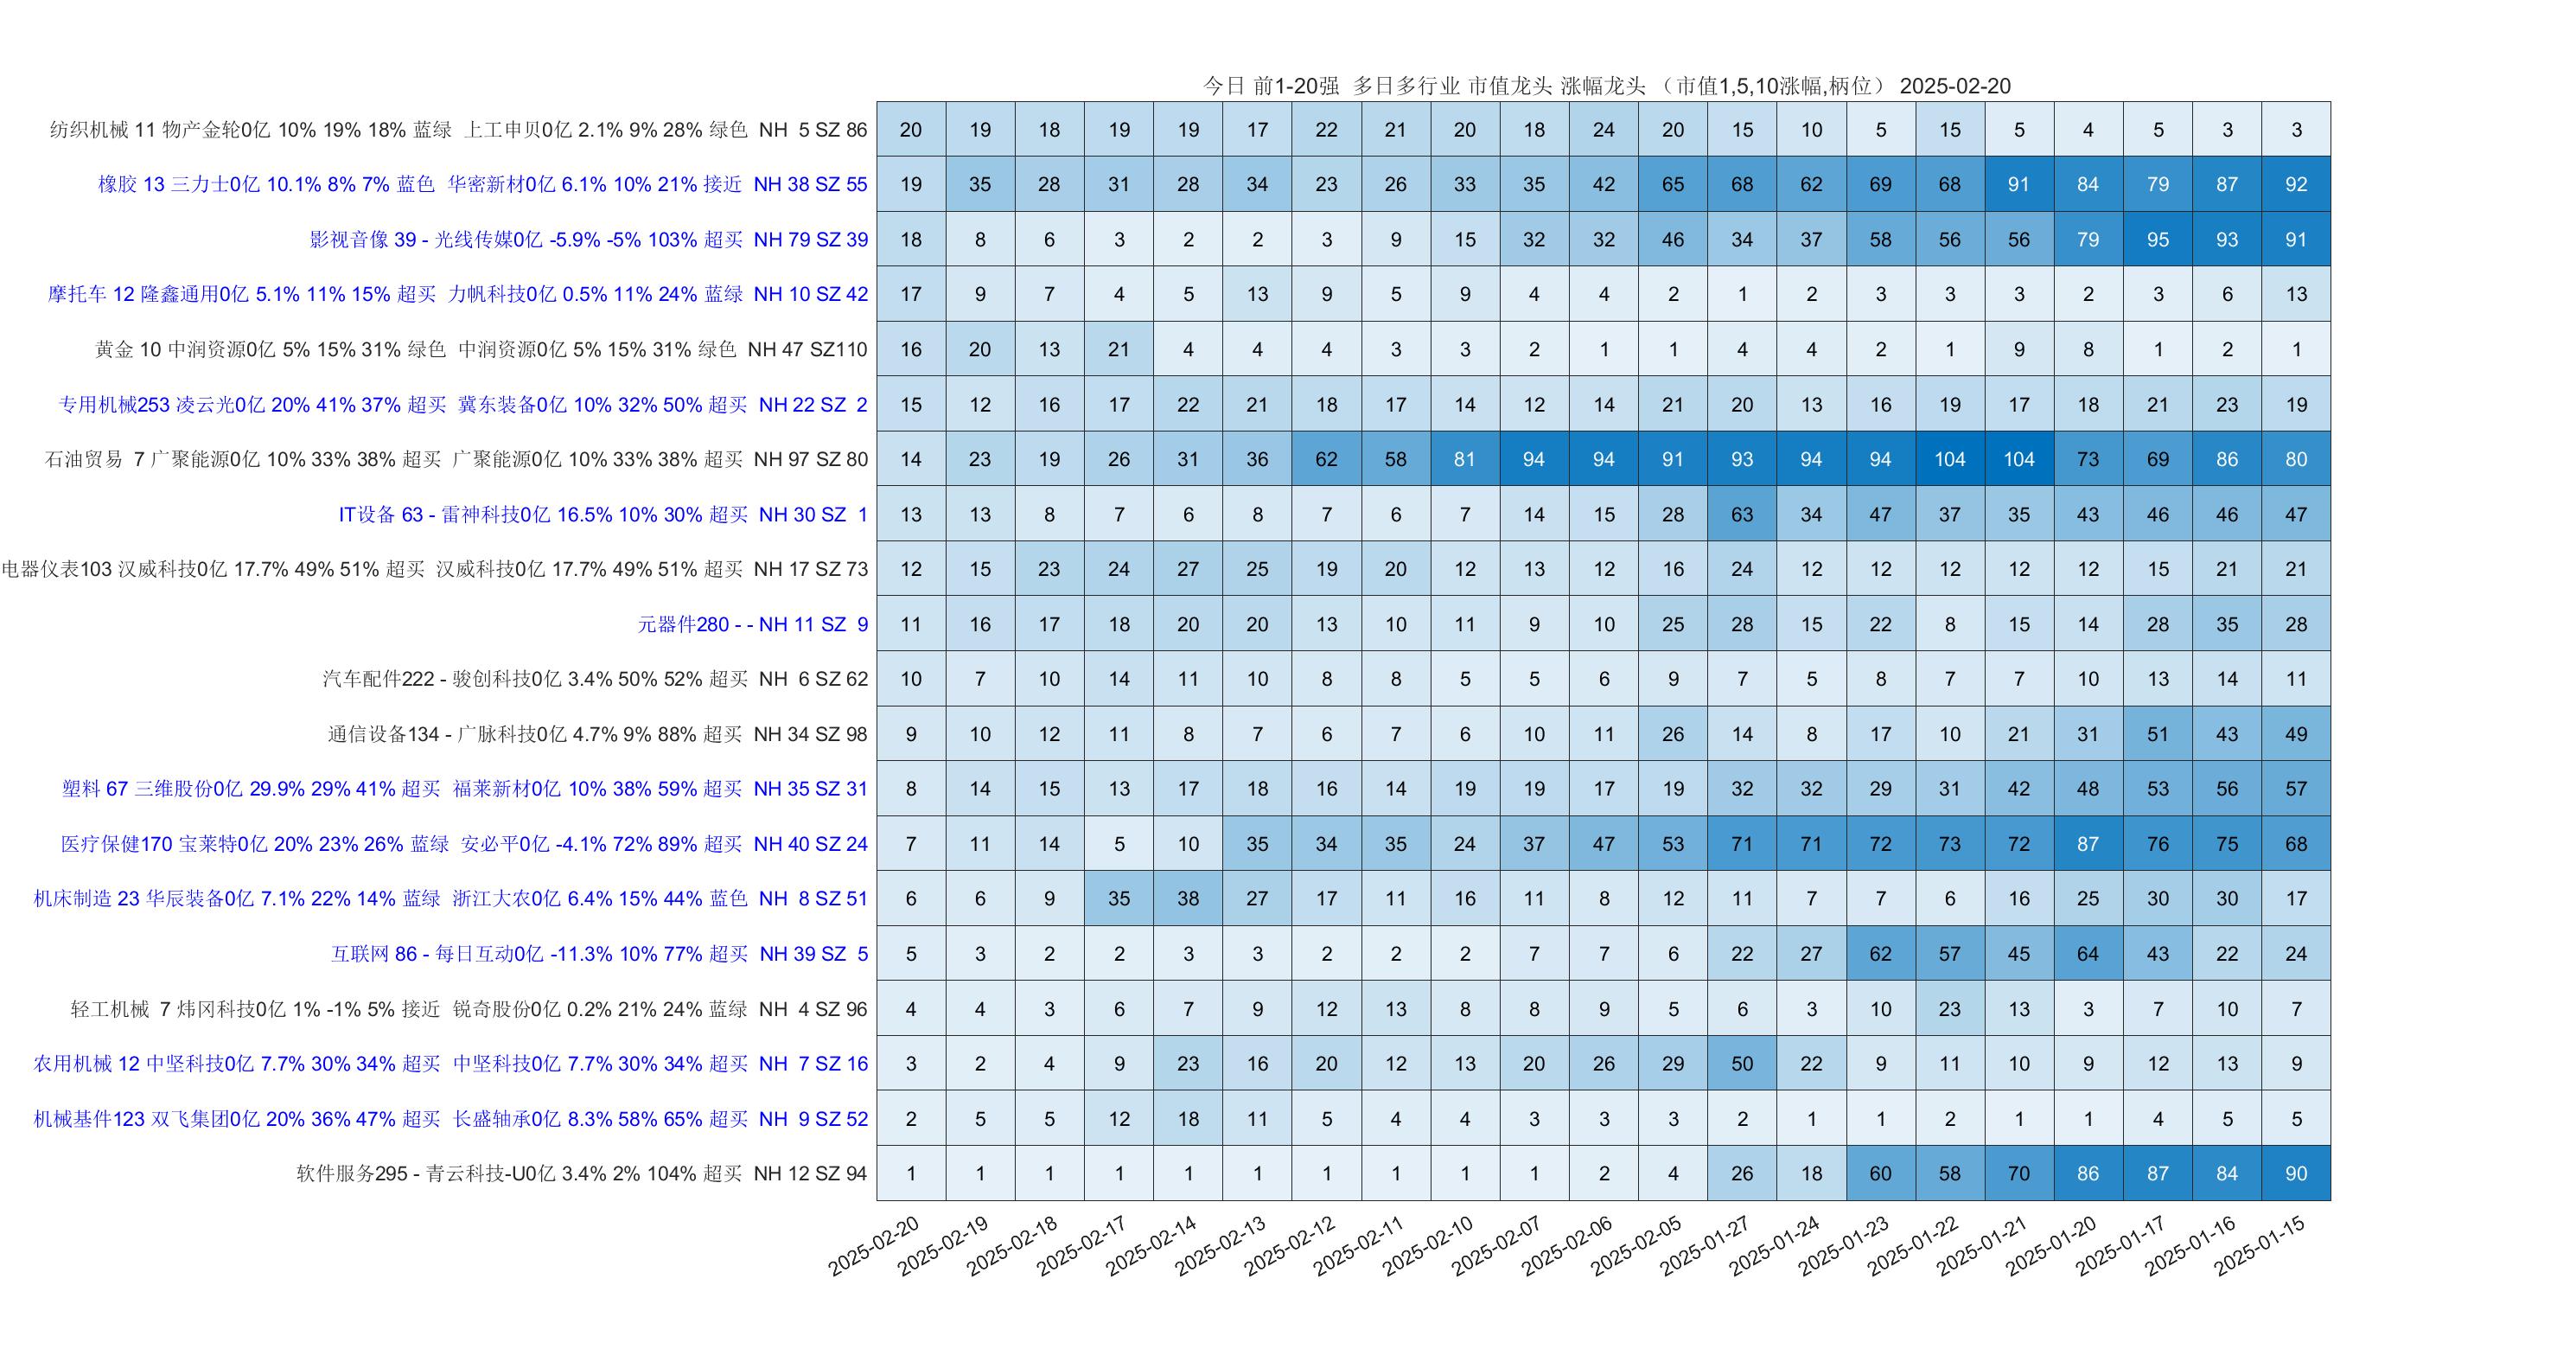 今日 前1-20强 多日多行业 市值龙头 涨幅龙头 （市值1,5,10涨幅,柄位） 2025-02-20
纺织机械 11 物产金轮0亿 10% 19% 18% 蓝绿 上工申贝0亿 2.1% 9% 28% 绿色 NH 5 SZ 86 20 19 18 19 19 17 22 21 20 18 24 20 15 10 5 15 5 4 5 3 3
橡胶 13 三力士0亿 10.1% 8% 7% 蓝色 华密新材0亿 6.1% 10% 21% 接近 NH 38 SZ 55 19 35 28 31 28 34 23 26 33 35 42 65 68 62 69 68 91 84 79 87 92
影视音像 39 - 光线传媒0亿 -5.9% -5% 103% 超买 NH 79 SZ 39 18 8 6 3 2 2 3 9 15 32 32 46 34 37 58 56 56 79 95 93 91
摩托车 12 隆鑫通用0亿 5.1% 11% 15% 超买 力帆科技0亿 0.5% 11% 24% 蓝绿 NH 10 SZ 42 17 9 7 4 5 13 9 5 9 4 4 2 1 2 3 3 3 2 3 6 13
黄金 10 中润资源0亿 5% 15% 31% 绿色 中润资源0亿 5% 15% 31% 绿色 NH 47 SZ110 16 20 13 21 4 4 4 3 3 2 1 1 4 4 2 1 9 8 1 2 1
专用机械253 凌云光0亿 20% 41% 37% 超买 冀东装备0亿 10% 32% 50% 超买 NH 22 SZ 2 15 12 16 17 22 21 18 17 14 12 14 21 20 13 16 19 17 18 21 23 19
石油贸易 7 广聚能源0亿 10% 33% 38% 超买 广聚能源0亿 10% 33% 38% 超买 NH 97 SZ 80 14 23 19 26 31 36 62 58 81 94 94 91 93 94 94 104 104 73 69 86 80
IT设备 63 - 雷神科技0亿 16.5% 10% 30% 超买 NH 30 SZ 1 13 13 8 7 6 8 7 6 7 14 15 28 63 34 47 37 35 43 46 46 47
电器仪表103 汉威科技0亿 17.7% 49% 51% 超买 汉威科技0亿 17.7% 49% 51% 超买 NH 17 SZ 73 12 15 23 24 27 25 19 20 12 13 12 16 24 12 12 12 12 12 15 21 21
元器件280 - - NH 11 SZ 9 11 16 17 18 20 20 13 10 11 9 10 25 28 15 22 8 15 14 28 35 28
汽车配件222 - 骏创科技0亿 3.4% 50% 52% 超买 NH 6 SZ 62 10 7 10 14 11 10 8 8 5 5 6 9 7 5 8 7 7 10 13 14 11
通信设备134 - 广脉科技0亿 4.7% 9% 88% 超买 NH 34 SZ 98 9 10 12 11 8 7 6 7 6 10 11 26 14 8 17 10 21 31 51 43 49
塑料 67 三维股份0亿 29.9% 29% 41% 超买 福莱新材0亿 10% 38% 59% 超买 NH 35 SZ 31 8 14 15 13 17 18 16 14 19 19 17 19 32 32 29 31 42 48 53 56 57
医疗保健170 宝莱特0亿 20% 23% 26% 蓝绿 安必平0亿 -4.1% 72% 89% 超买 NH 40 SZ 24 7 11 14 5 10 35 34 35 24 37 47 53 71 71 72 73 72 87 76 75 68
机床制造 23 华辰装备0亿 7.1% 22% 14% 蓝绿 浙江大农0亿 6.4% 15% 44% 蓝色 NH 8 SZ 51 6 6 9 35 38 27 17 11 16 11 8 12 11 7 7 6 16 25 30 30 17
互联网 86 - 每日互动0亿 -11.3% 10% 77% 超买 NH 39 SZ 5 5 3 2 2 3 3 2 2 2 7 7 6 22 27 62 57 45 64 43 22 24
轻工机械 7 炜冈科技0亿 1% -1% 5% 接近 锐奇股份0亿 0.2% 21% 24% 蓝绿 NH 4 SZ 96 4 4 3 6 7 9 12 13 8 8 9 5 6 3 10 23 13 3 7 10 7
农用机械 12 中坚科技0亿 7.7% 30% 34% 超买 中坚科技0亿 7.7% 30% 34% 超买 NH 7 SZ 16 3 2 4 9 23 16 20 12 13 20 26 29 50 22 9 11 10 9 12 13 9
机械基件123 双飞集团0亿 20% 36% 47% 超买 长盛轴承0亿 8.3% 58% 65% 超买 NH 9 SZ 52 2 5 5 12 18 11 5 4 4 3 3 3 2 1 1 2 1 1 4 5 5
软件服务295 - 青云科技-U0亿 3.4% 2% 104% 超买 NH 12 SZ 94 1 1 1 1 1 1 1 1 1 1 2 4 26 18 60 58 70 86 87 84 90
2025-02-20 2025-02-19 2025-02-18 2025-02-17 2025-02-14 2025-02-13 2025-02-12 2025-02-11 2025-02-10 2025-02-07 2025-02-06 2025-02-05 2025-01-27 2025-01-24 2025-01-23 2025-01-22 2025-01-21 2025-01-20 2025-01-17 2025-01-16 2025-01-15